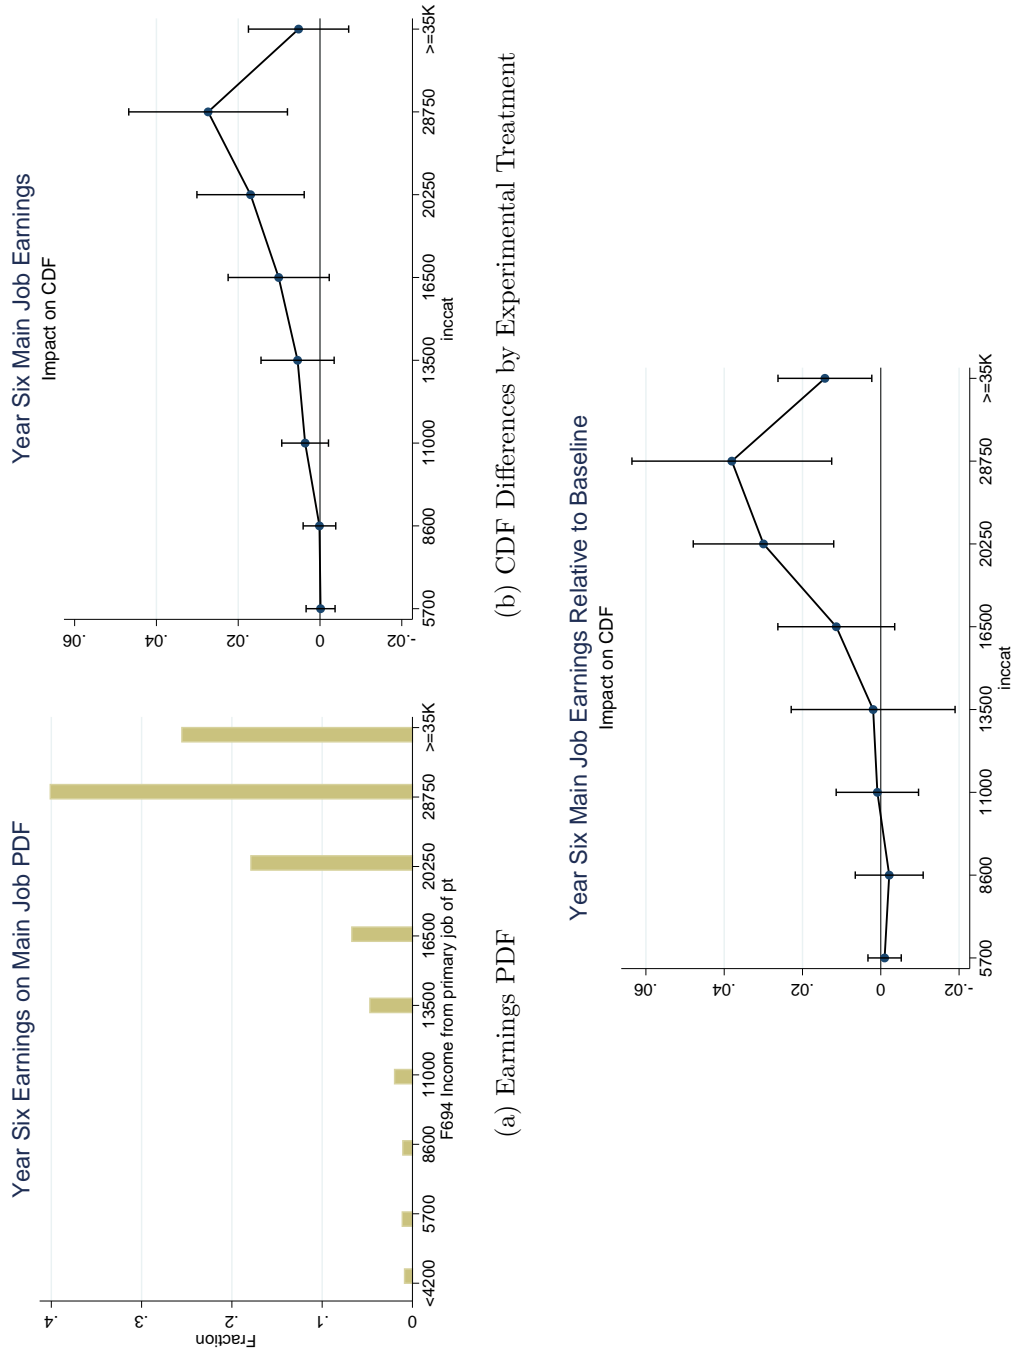 Year Six Earnings on Main Job PDF
Fraction
.4
.3
.2
.1
0
<4200 5700 8600 11000 13500 16500 20250 28750 >=35K
F694 Income from primary job of pt
(a) Earnings PDF
Year Six Main Job Earnings
Impact on CDF
.06
.04
.02
0
-.02
5700 8600 11000 13500 16500 20250 28750 >=35K
inccat
(b) CDF Differences by Experimental Treatment
Year Six Main Job Earnings Relative to Baseline
Impact on CDF
.06
.04
.02
0
-.02
5700 8600 11000 13500 16500 20250 28750 >=35K
inccat